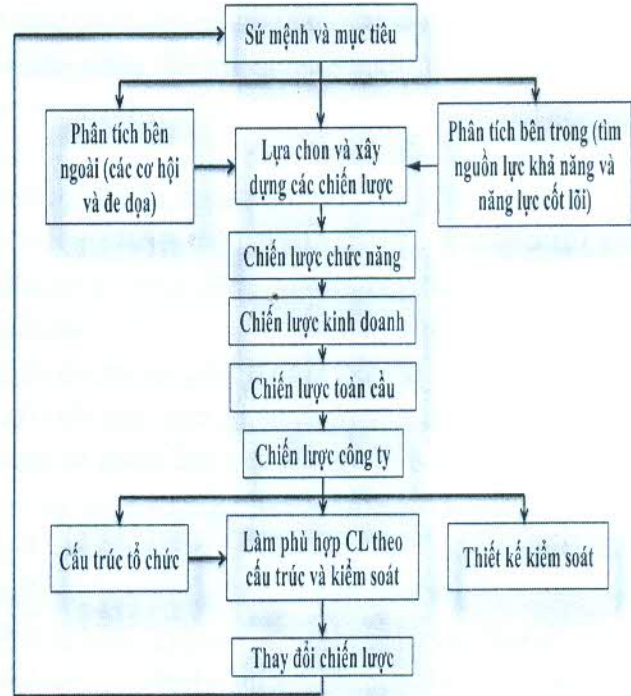 Sứ mệnh và mục tiêu
Phân tích bên
ngoài (các cơ hội
và đe dọa)
Lựa chon và xây
dựng các chiến lược
Phân tích bên trong (tìm
nguồn lực khả năng và
năng lực cốt lõi)
Chiến lược chức năng
Chiến lược kinh doanh
Chiến lược toàn cầu
Chiến lược công ty
Cấu trúc tổ chức
Làm phù hợp CL theo
cấu trúc và kiểm soát
Thiết kế kiểm soát
Thay đổi chiến lược